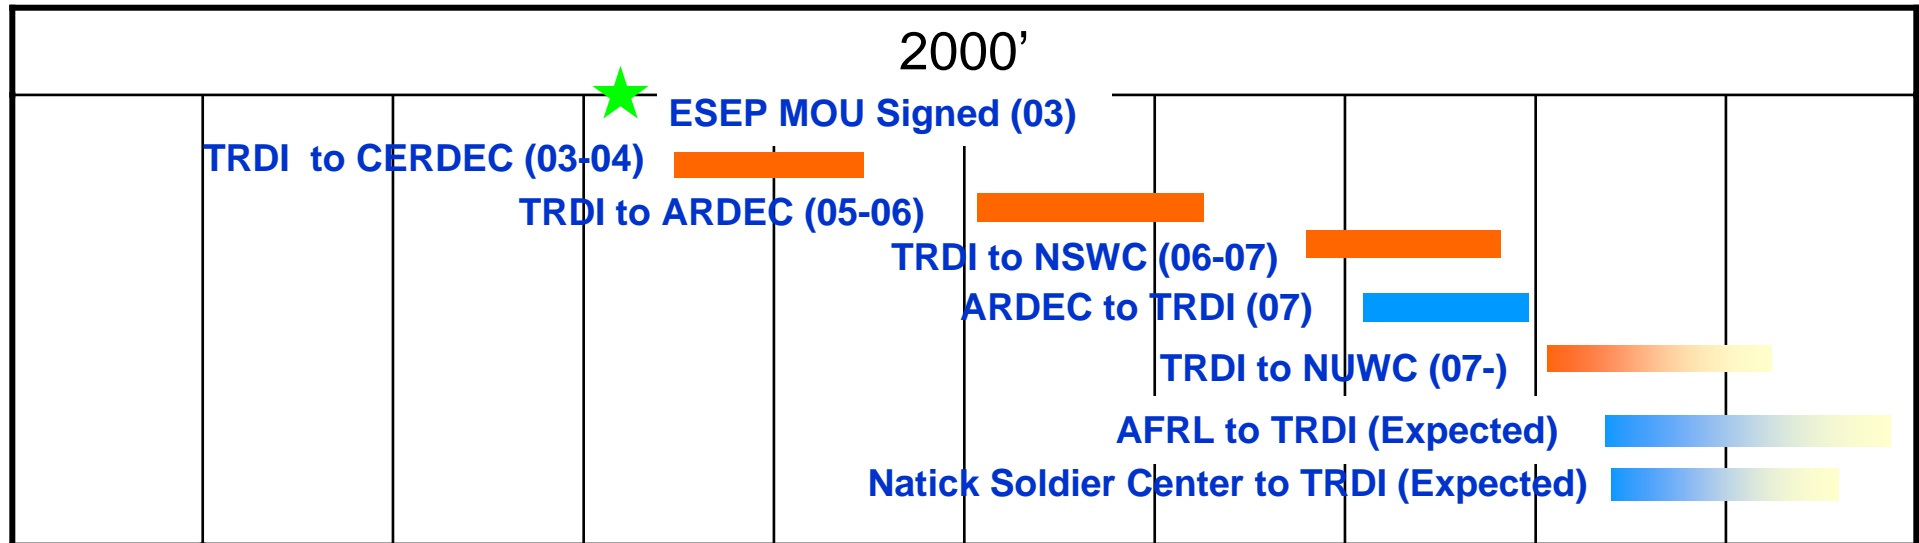 2000’
ESEP MOU Signed (03)
TRDI to CERDEC (03-04)
TRDI to ARDEC (05-06)
TRDI to NSWC (06-07)
ARDEC to TRDI (07)
TRDI to NUWC (07-)
AFRL to TRDI (Expected)
Natick Soldier Center to TRDI (Expected)